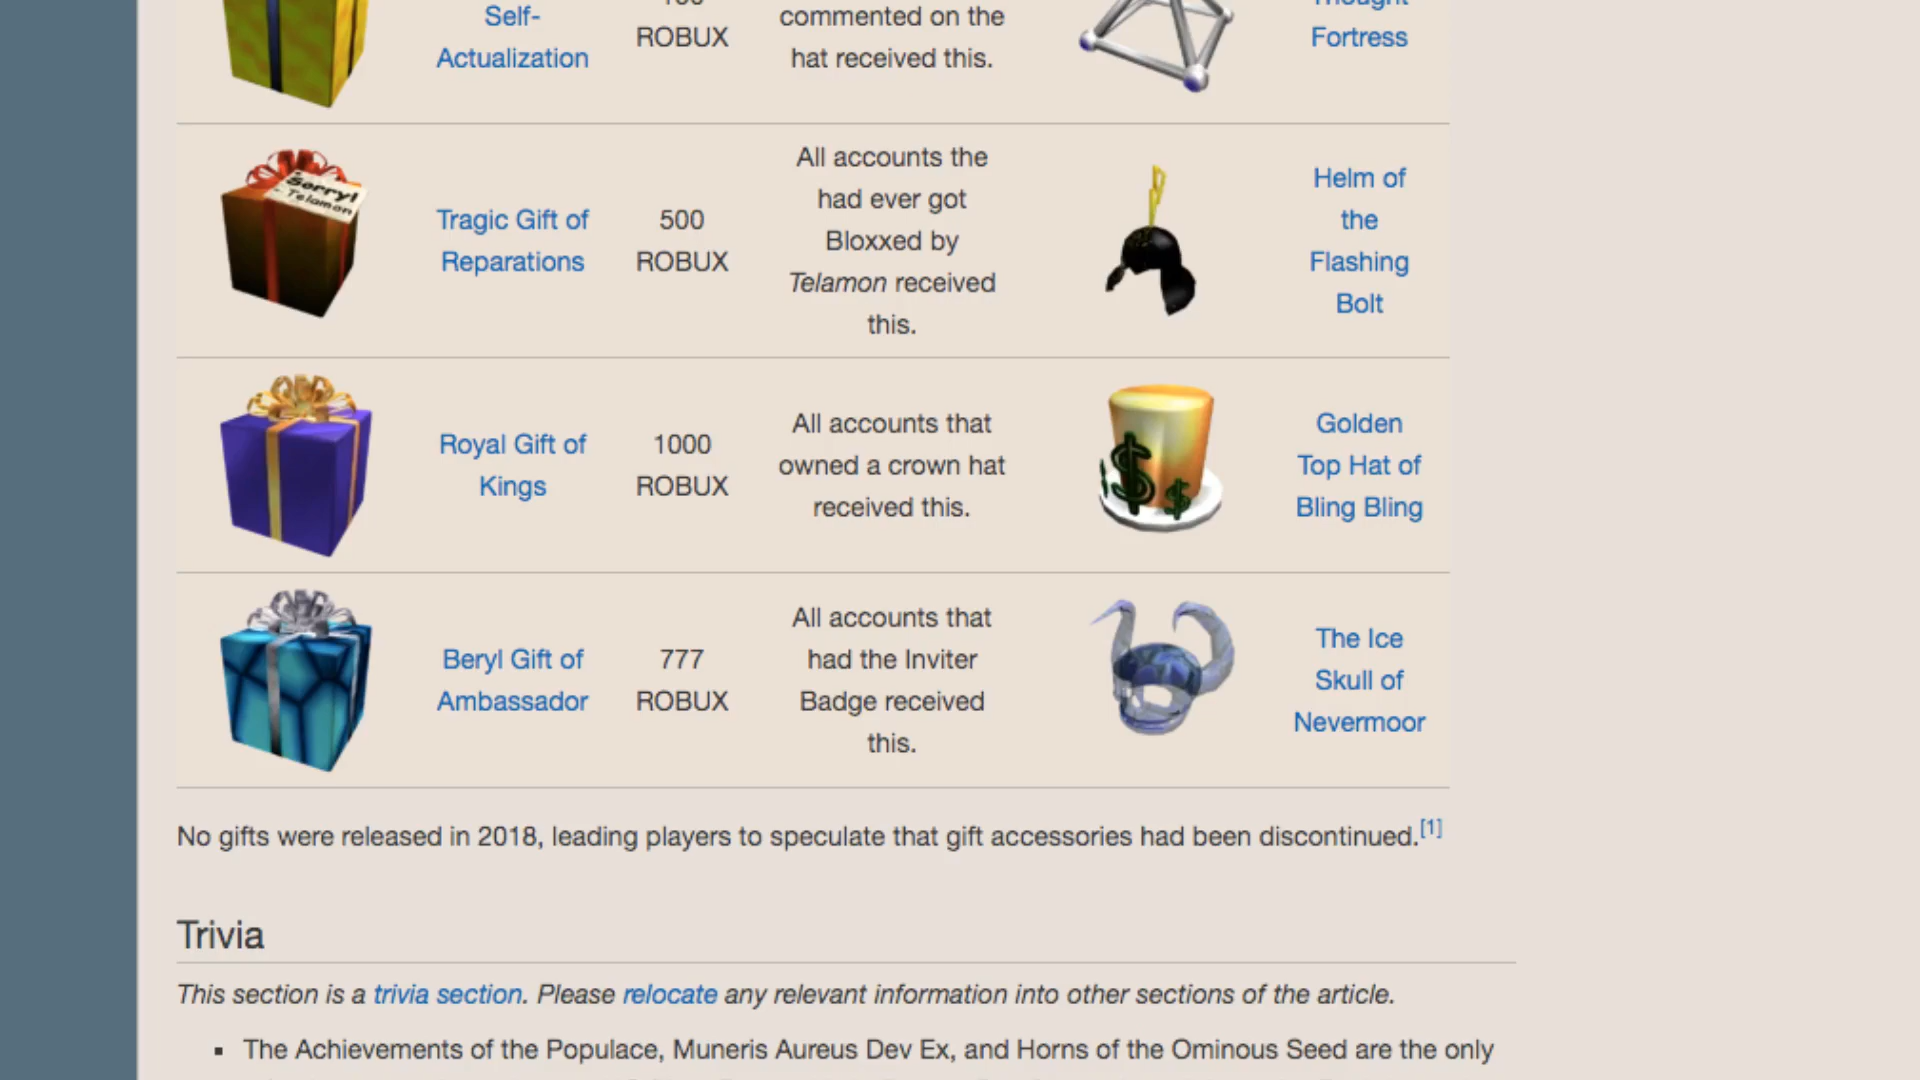 Self-
Actualization
ROBUX
commented on the
hat received this.
Thought
Fortress
Sorry!
- Telamon
Tragic Gift of
Reparations
500
ROBUX
All accounts the
had ever got
Bloxxed by
Telamon received
this.
Helm of
the
Flashing
Bolt
Royal Gift of
Kings
1000
ROBUX
All accounts that
owned a crown hat
received this.
Golden
Top Hat of
Bling Bling
Beryl Gift of
Ambassador
777
ROBUX
All accounts that
had the Inviter
Badge received
this.
The Ice
Skull of
Nevermoor
No gifts were released in 2018, leading players to speculate that gift accessories had been discontinued.[1]
Trivia
This section is a trivia section. Please relocate any relevant information into other sections of the article.
▪ The Achievements of the Populace, Muneris Aureus Dev Ex, and Horns of the Ominous Seed are the only